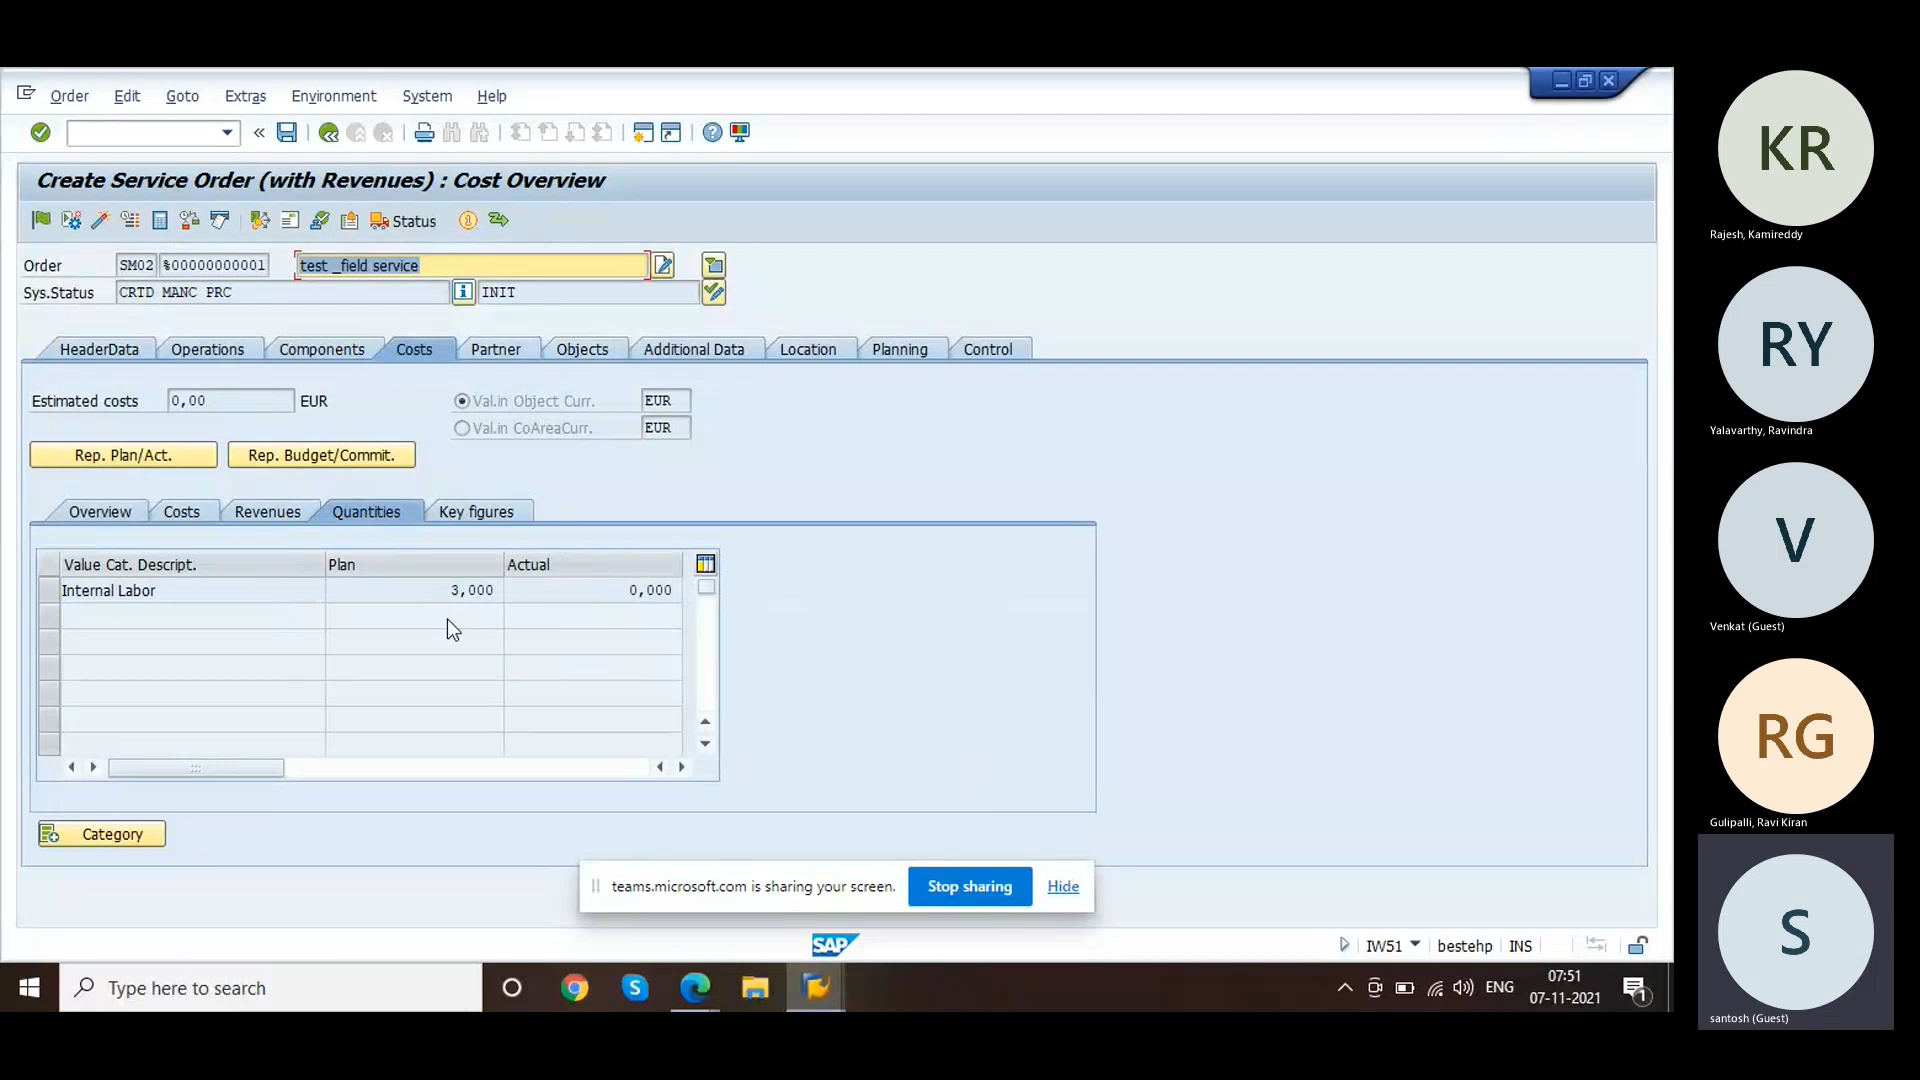 Order Edit Goto Extras Environment System Help
Create Service Order (with Revenues) : Cost Overview
Status
Order SM02 %00000000001 test _field service
Sys.Status CRTD MANC PRC INIT
HeaderData Operations Components Costs Partner Objects Additional Data Location Planning Control
Estimated costs 0,00 EUR Val.in Object Curr. EUR
Val.in CoAreaCurr. EUR
Rep. Plan/Act. Rep. Budget/Commit.
Overview Costs Revenues Quantities Key figures
Value Cat. Descript. Plan Actual
Internal Labor 3,000 0,000
Category
teams.microsoft.com is sharing your screen. Stop sharing Hide
SAP IW51 bestehp INS
Type here to search S ENG 07:51
07-11-2021 1
KR
Rajesh, Kamireddy
RY
Yalavarthy, Ravindra
V
Venkat (Guest)
RG
Gulipalli, Ravi Kiran
S
santosh (Guest)